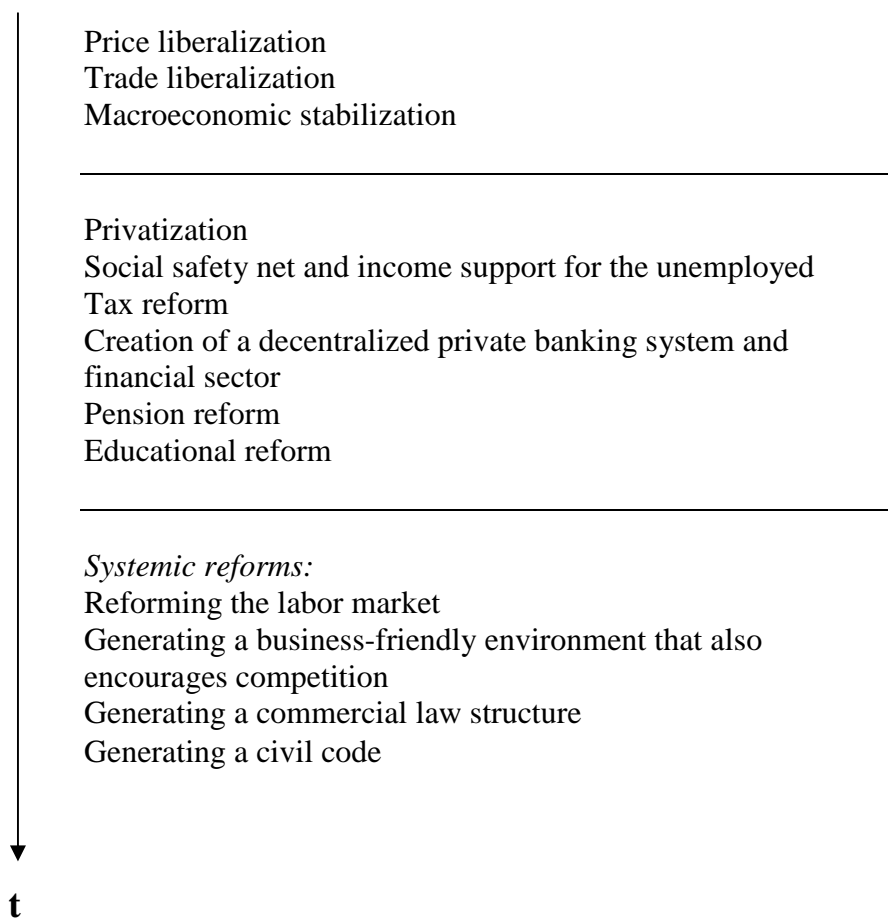 Price liberalization
Trade liberalization
Macroeconomic stabilization
Privatization
Social safety net and income support for the unemployed
Tax reform
Creation of a decentralized private banking system and
financial sector
Pension reform
Educational reform
Systemic reforms:
Reforming the labor market
Generating a business-friendly environment that also
encourages competition
Generating a commercial law structure
Generating a civil code
t